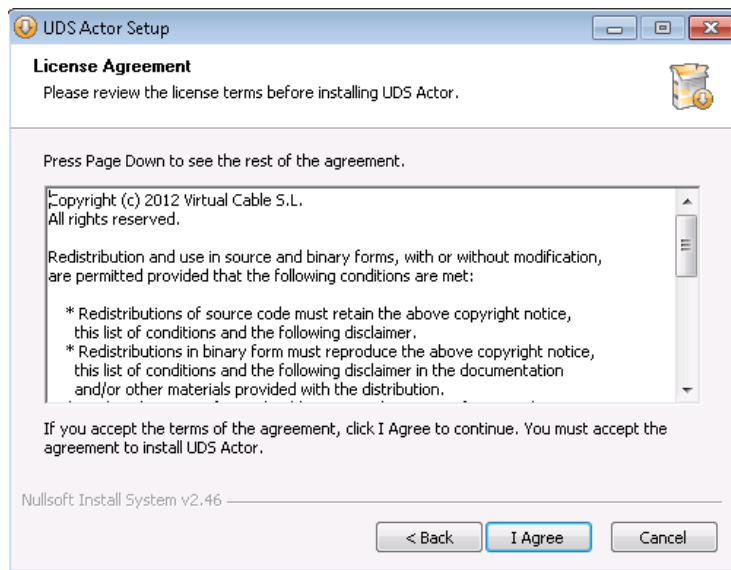 UDS Actor Setup
License Agreement
Please review the license terms before installing UDS Actor.
Press Page Down to see the rest of the agreement.
Copyright (c) 2012 Virtual Cable S.L.
All rights reserved.
Redistribution and use in source and binary forms, with or without modification,
are permitted provided that the following conditions are met:
* Redistributions of source code must retain the above copyright notice,
this list of conditions and the following disclaimer.
* Redistributions in binary form must reproduce the above copyright notice,
this list of conditions and the following disclaimer in the documentation
and/or other materials provided with the distribution.
If you accept the terms of the agreement, click I Agree to continue. You must accept the
agreement to install UDS Actor.
Nullsoft Install System v2.46
< Back
I Agree
Cancel